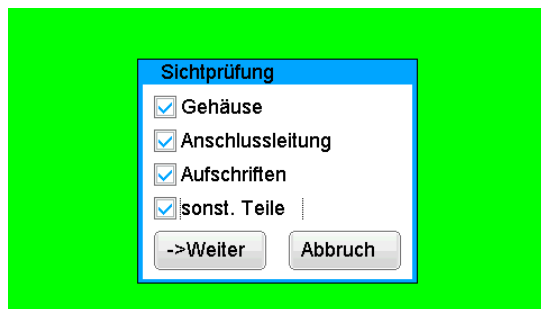 Sichtprüfung
Gehäuse
Anschlussleitung
Aufschriften
sonst. Teile
->Weiter Abbruch